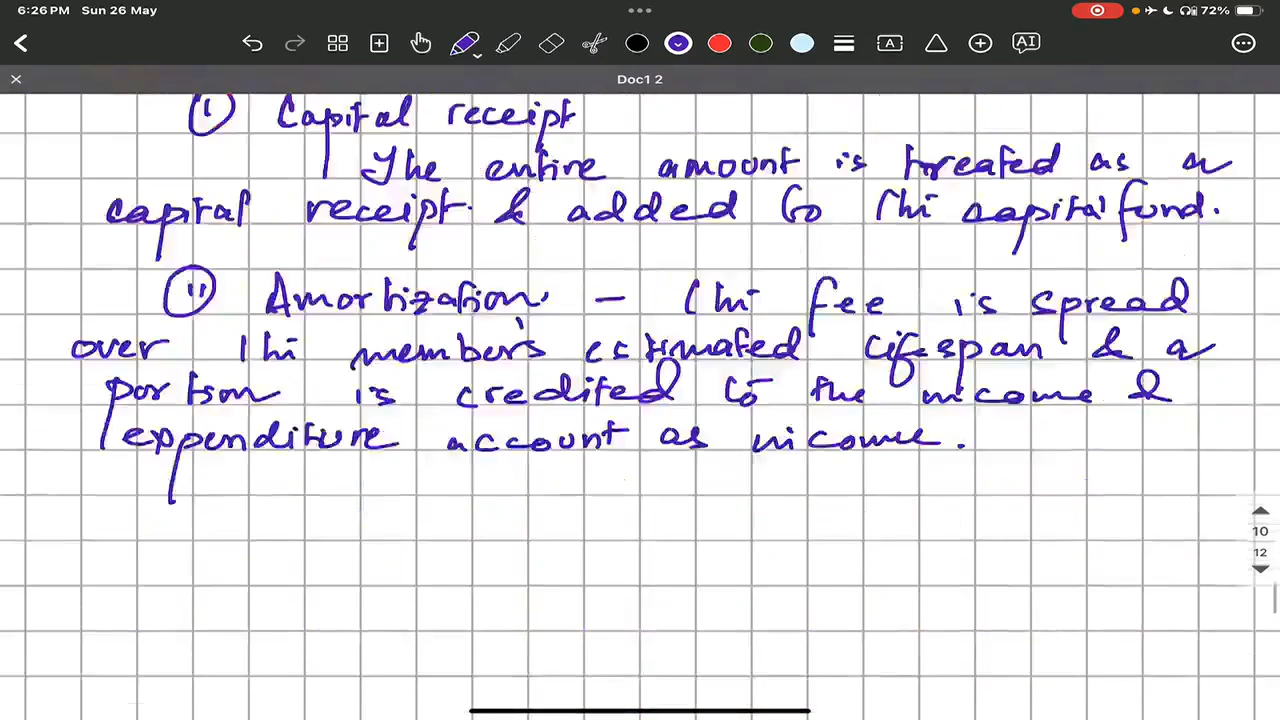 6:26 PM Sun 26 May
72%
A
AI
Doc1 2
(i) Capital receipt
The entire amount is treated as a
capital receipt. & added to the capital fund.
(ii) Amortization. – The fee is spread
over the member's estimated lifespan & a
portion is credited to the income &
expenditure account as income.
10
12